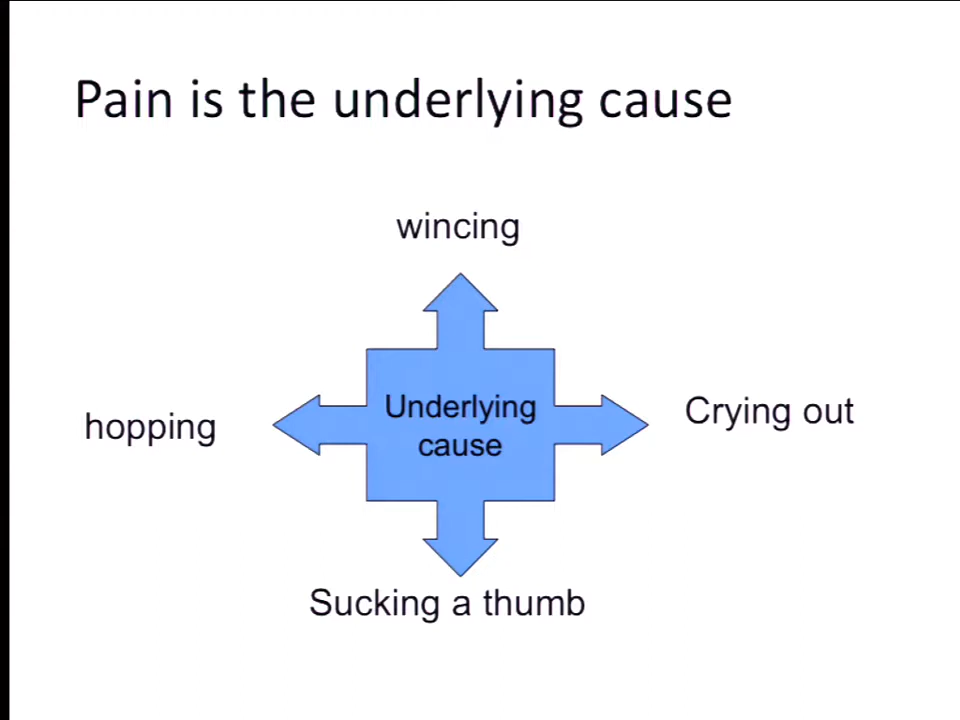 Pain is the underlying cause
wincing
hopping
Underlying
cause
Crying out
Sucking a thumb